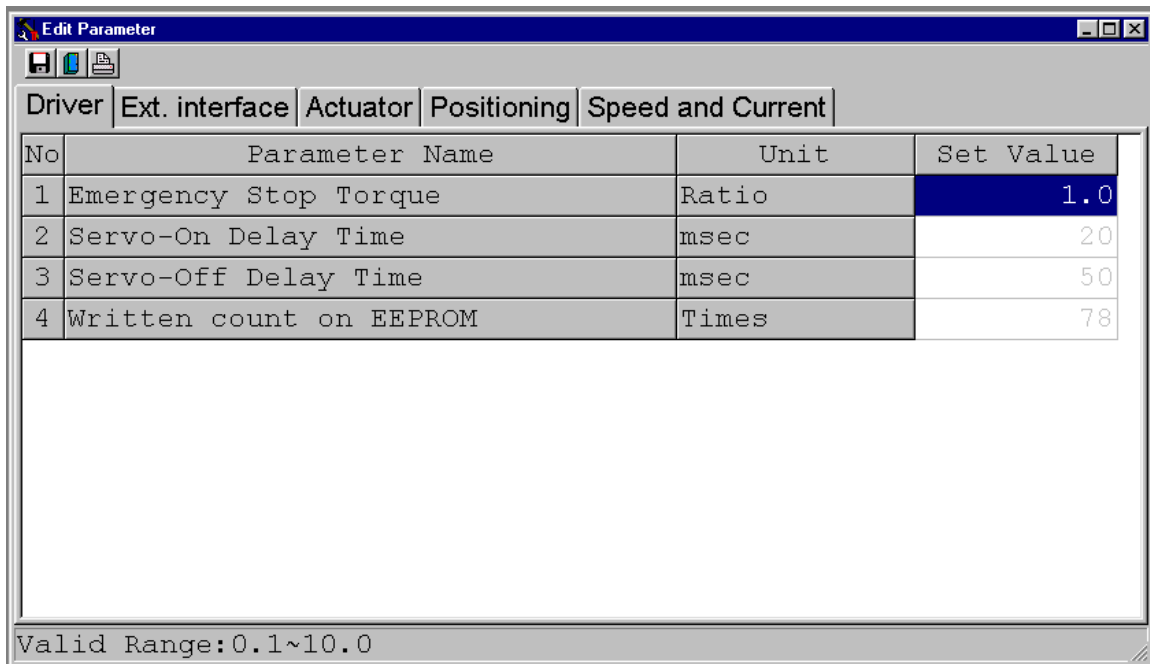 Edit Parameter
Driver Ext. interface Actuator Positioning Speed and Current
No Parameter Name Unit Set Value
1 Emergency Stop Torque Ratio 1.0
2 Servo-On Delay Time msec 20
3 Servo-Off Delay Time msec 50
4 Written count on EEPROM Times 78
Valid Range:0.1~10.0